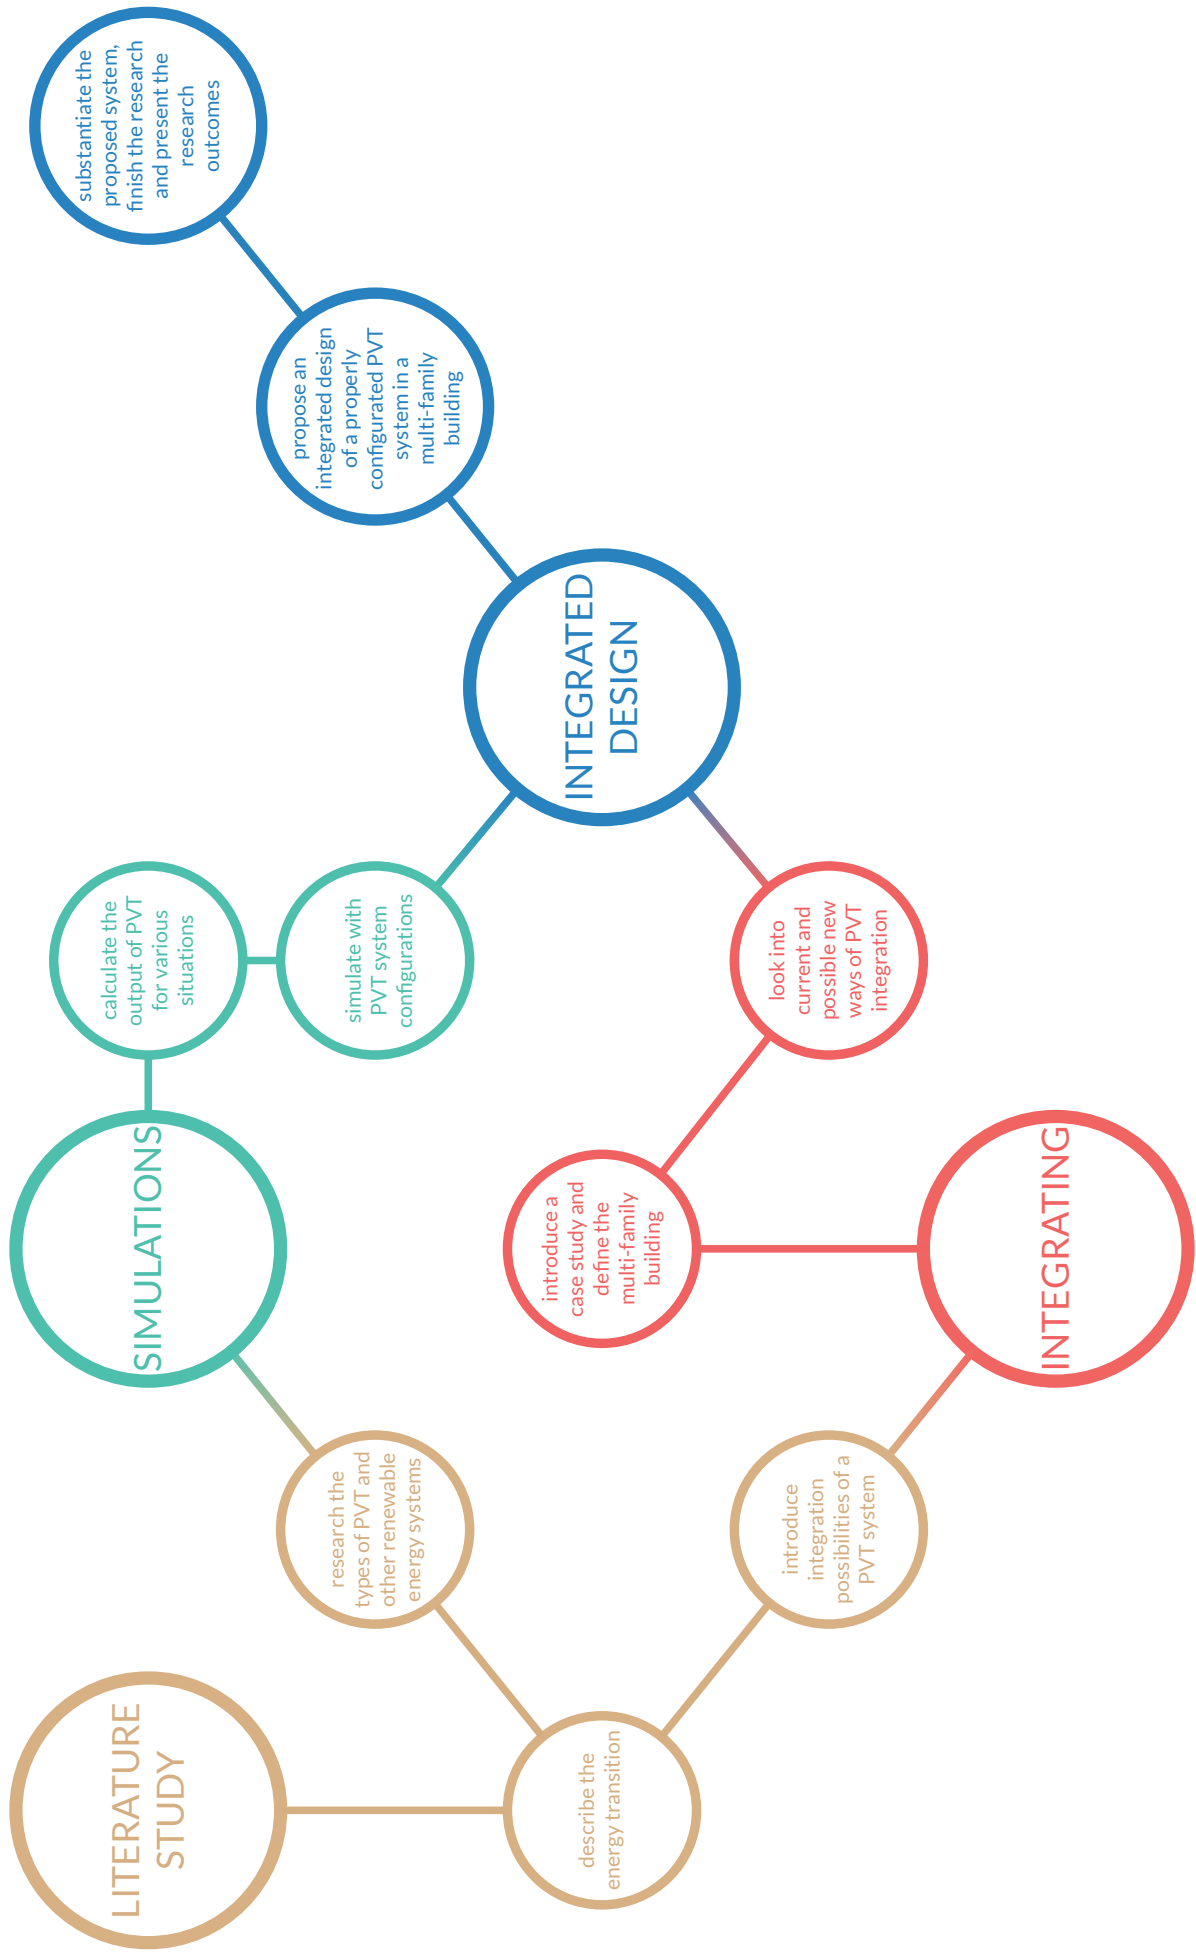 LITERATURE
STUDY
describe the
energy transition
research the
types of PVT and
other renewable
energy systems
introduce
integration
possibilities of a
PVT system
SIMULATIONS
calculate the
output of PVT
for various
situations
simulate with
PVT system
configurations
INTEGRATING
introduce a
case study and
define the
multi-family
building
look into
current and
possible new
ways of PVT
integration
INTEGRATED
DESIGN
propose an
integrated design
of a properly
configurated PVT
system in a
multi-family
building
substantiate the
proposed system,
finish the research
and present the
research
outcomes